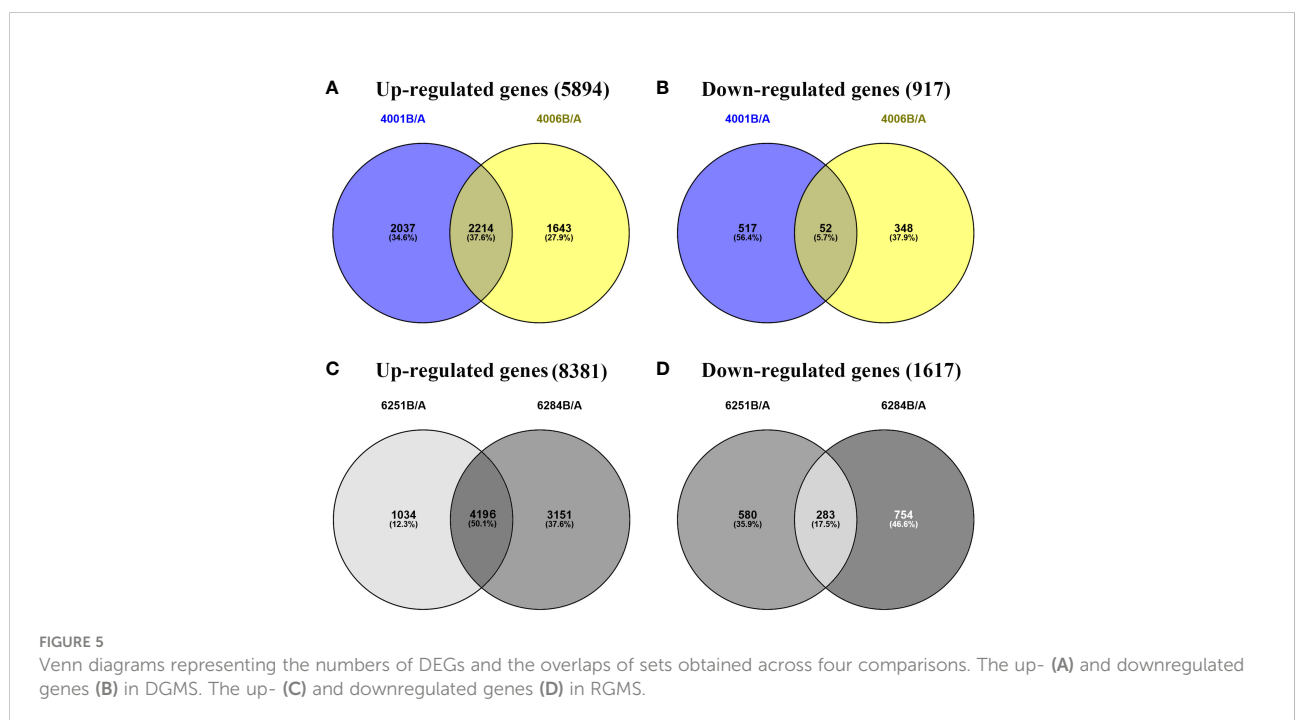 A Up-regulated genes (5894)
4001B/A 4006B/A
2037 (34.6%)
2214 (37.6%)
1643 (27.9%)
B Down-regulated genes (917)
4001B/A 4006B/A
517 (56.4%)
52 (5.7%)
348 (37.9%)
C Up-regulated genes (8381)
6251B/A 6284B/A
1034 (12.3%)
4196 (50.1%)
3151 (37.6%)
D Down-regulated genes (1617)
6251B/A 6284B/A
580 (35.9%)
283 (17.5%)
754 (46.6%)
FIGURE 5
Venn diagrams representing the numbers of DEGs and the overlaps of sets obtained across four comparisons. The up- (A) and downregulated
genes (B) in DGMS. The up- (C) and downregulated genes (D) in RGMS.